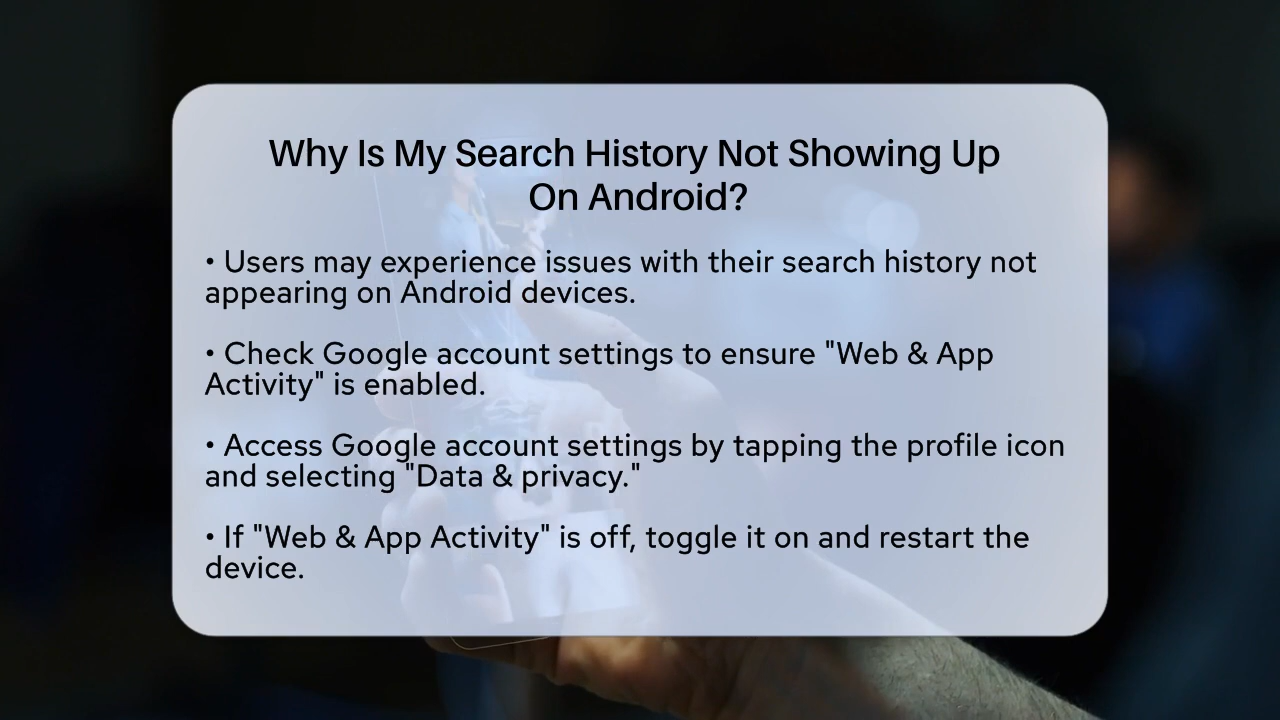 Why Is My Search History Not Showing Up
On Android?
• Users may experience issues with their search history not
appearing on Android devices.
• Check Google account settings to ensure "Web & App
Activity" is enabled.
• Access Google account settings by tapping the profile icon
and selecting "Data & privacy."
• If "Web & App Activity" is off, toggle it on and restart the
device.